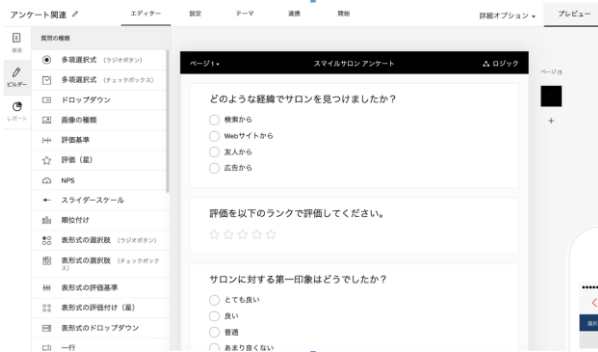 アンケート関連
エディター
設定
テーマ
連携
開始
詳細オプション
プレビュー
質問の種類
概要
ビルダー
レポート
多項選択式 (ラジオボタン)
多項選択式 (チェックボックス)
ドロップダウン
画像の種類
評価基準
評価（星）
NPS
スライダースケール
順位付け
表形式の選択肢 (ラジオボタン)
表形式の選択肢 (チェックボック
ス)
表形式の評価基準
表形式の評価付け（星）
表形式のドロップダウン
一行
ページ1
スマイルサロン アンケート
ロジック
どのような経緯でサロンを見つけましたか？
検索から
Webサイトから
友人から
広告から
評価を以下のランクで評価してください。
サロンに対する第一印象はどうでしたか？
とても良い
良い
普通
あまり良くない
+
選択